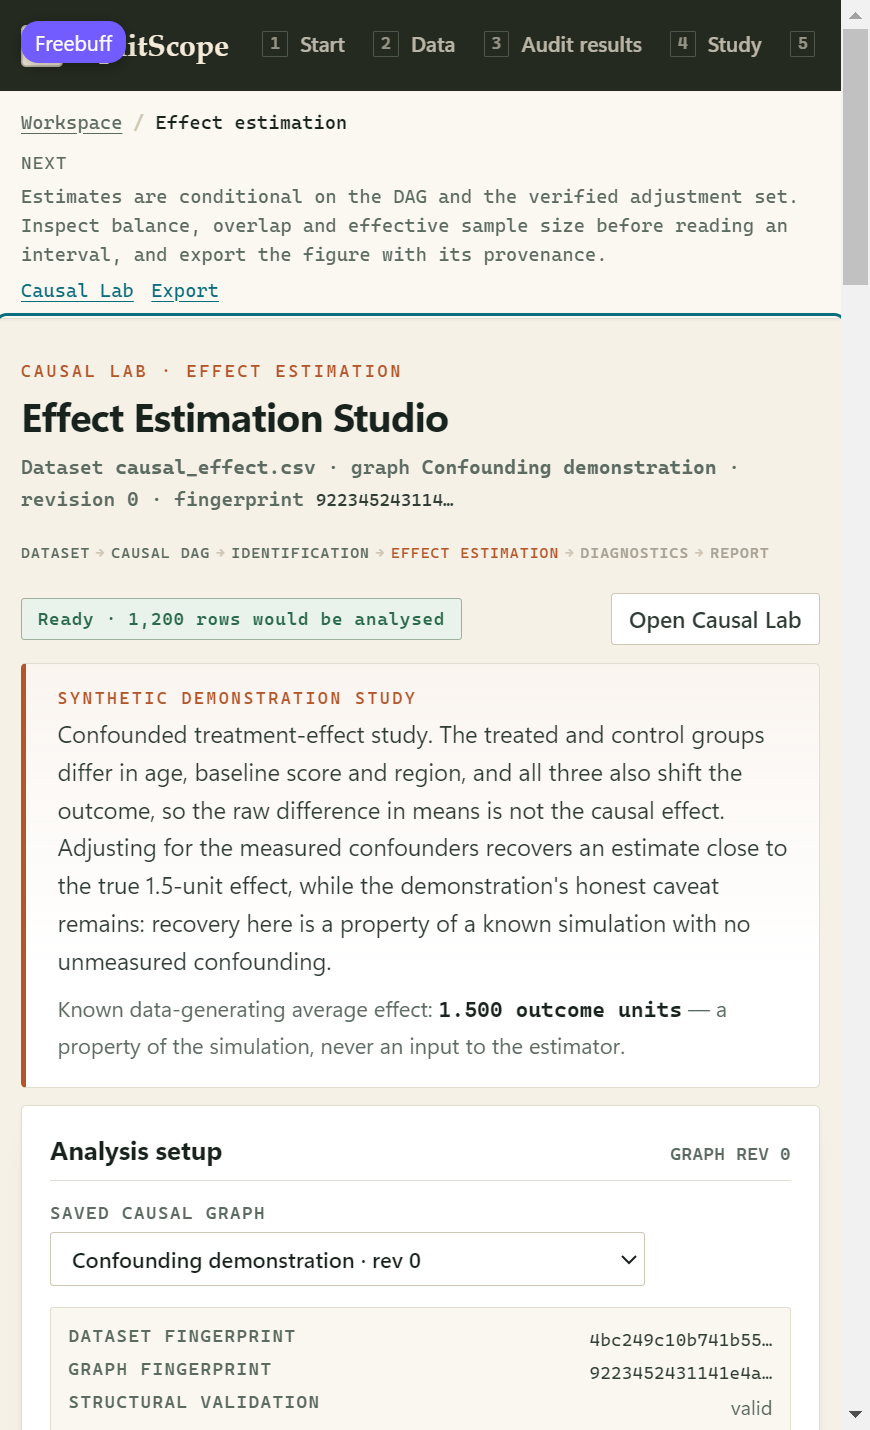 Freebuff
itScope
1 Start 2 Data 3 Audit results 4 Study 5
Workspace / Effect estimation
NEXT
Estimates are conditional on the DAG and the verified adjustment set.
Inspect balance, overlap and effective sample size before reading an
interval, and export the figure with its provenance.
Causal Lab Export
CAUSAL LAB · EFFECT ESTIMATION
Effect Estimation Studio
Dataset causal_effect.csv · graph Confounding demonstration ·
revision 0 · fingerprint 922345243114…
DATASET → CAUSAL DAG → IDENTIFICATION → EFFECT ESTIMATION → DIAGNOSTICS → REPORT
Ready · 1,200 rows would be analysed
Open Causal Lab
SYNTHETIC DEMONSTRATION STUDY
Confounded treatment-effect study. The treated and control groups
differ in age, baseline score and region, and all three also shift the
outcome, so the raw difference in means is not the causal effect.
Adjusting for the measured confounders recovers an estimate close to
the true 1.5-unit effect, while the demonstration's honest caveat
remains: recovery here is a property of a known simulation with no
unmeasured confounding.
Known data-generating average effect: 1.500 outcome units — a
property of the simulation, never an input to the estimator.
Analysis setup
GRAPH REV 0
SAVED CAUSAL GRAPH
Confounding demonstration · rev 0
DATASET FINGERPRINT 4bc249c10b741b55…
GRAPH FINGERPRINT 9223452431141e4a…
STRUCTURAL VALIDATION valid